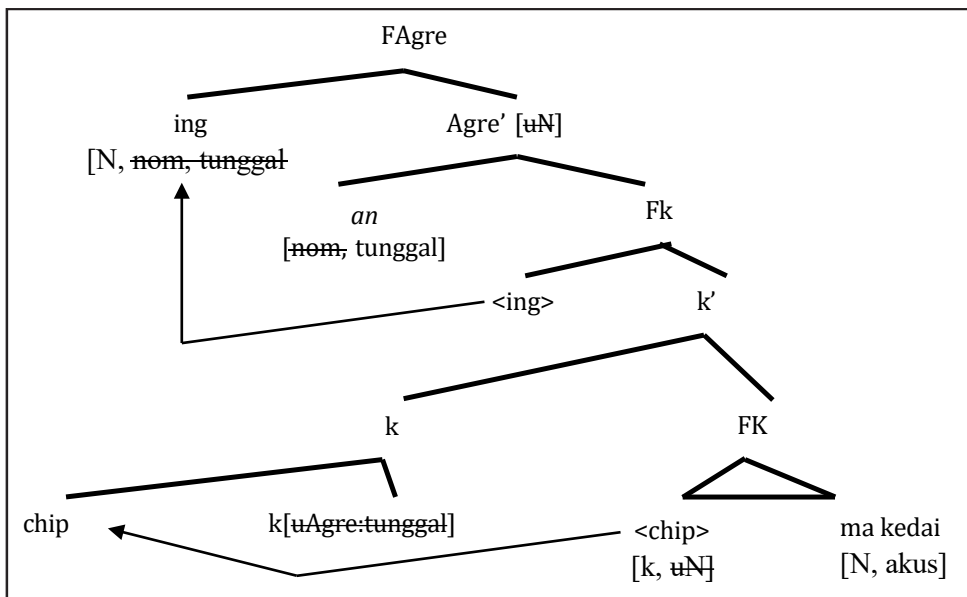 FAgre
ing Agre’ [uN]
[N, nom, tunggal
an Fk
[nom, tunggal]
<ing> k’
k FK
chip k[uAgre:tunggal] <chip> ma kedai
[k, uN] [N, akus]